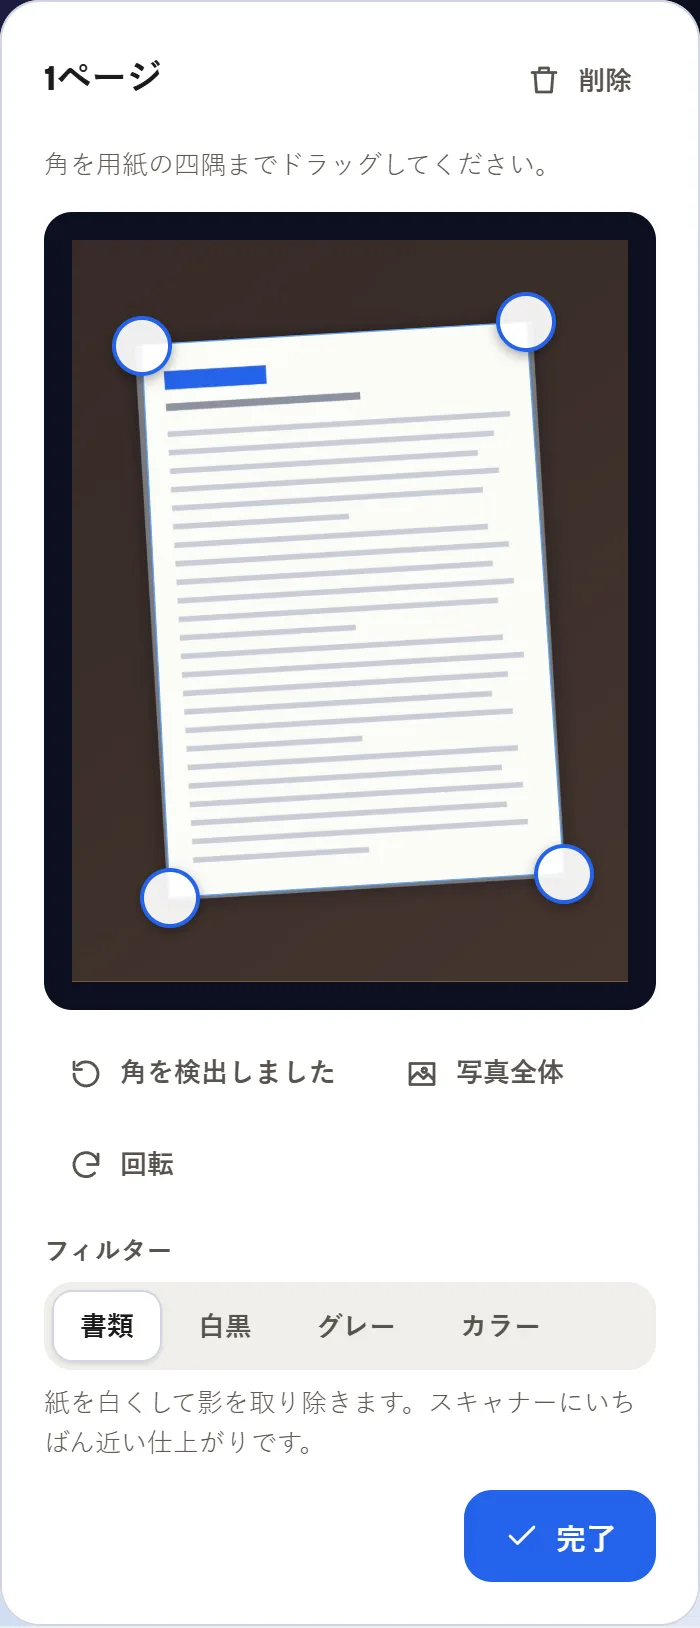 1ページ
削除
角を用紙の四隅までドラッグしてください。
角を検出しました
写真全体
回転
フィルター
書類
白黒
グレー
カラー
紙を白くして影を取り除きます。スキャナーにいち
ばん近い仕上がりです。
完了